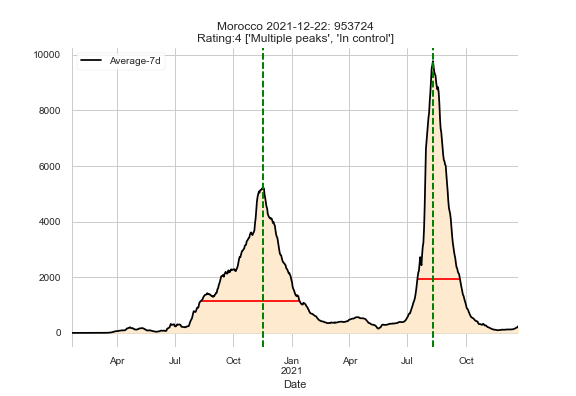 Morocco 2021-12-22: 953724
Rating:4 ['Multiple peaks', 'In control']
Average-7d
10000
8000
6000
4000
2000
0
Apr Jul Oct Jan Apr Jul Oct
2021
Date